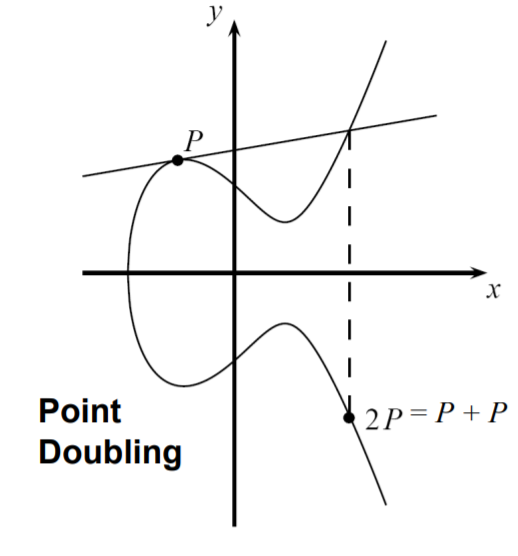 y
P
x
2P = P + P
Point
Doubling